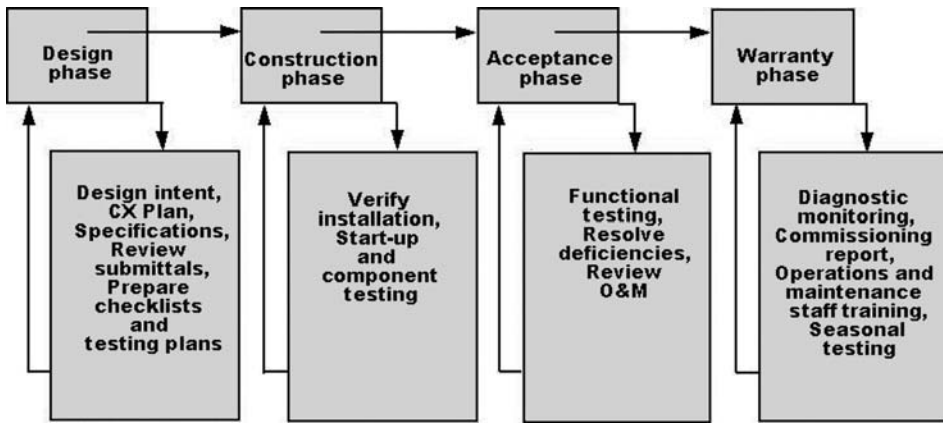 Design
phase
Construction
phase
Acceptance
phase
Warranty
phase
Design intent,
CX Plan,
Specifications,
Review
submittals,
Prepare
checklists
and
testing plans
Verify
installation,
Start-up
and
component
testing
Functional
testing,
Resolve
deficiencies,
Review
O&M
Diagnostic
monitoring,
Commissioning
report,
Operations and
maintenance
staff training,
Seasonal
testing